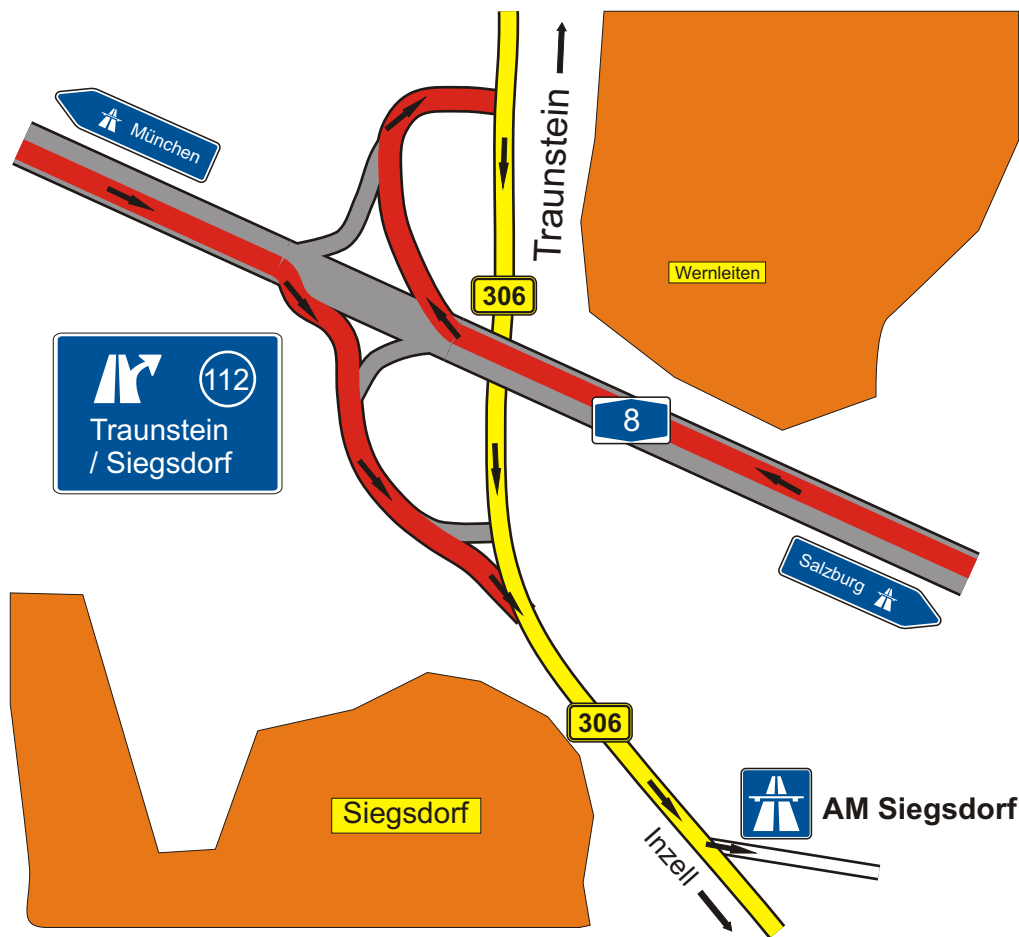 München
Traunstein
Wernleiten
306
112
Traunstein
/ Siegsdorf
8
Salzburg
306
AM Siegsdorf
Siegsdorf
Inzell